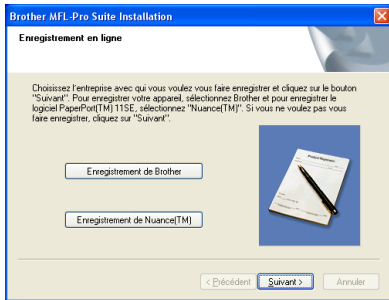 Brother MFL-Pro Suite Installation
Enregistrement en ligne
Choisissez l'entreprise avec qui vous voulez vous faire enregistrer et cliquez sur le bouton
"Suivant". Pour enregistrer votre appareil, sélectionnez Brother et pour enregistrer le
logiciel PaperPort(TM) 11SE, sélectionnez "Nuance(TM)". Si vous ne voulez pas vous
faire enregistrer, cliquez sur "Suivant".
Enregistrement de Brother
Enregistrement de Nuance(TM)
< Précédent
Suivant >
Annuler